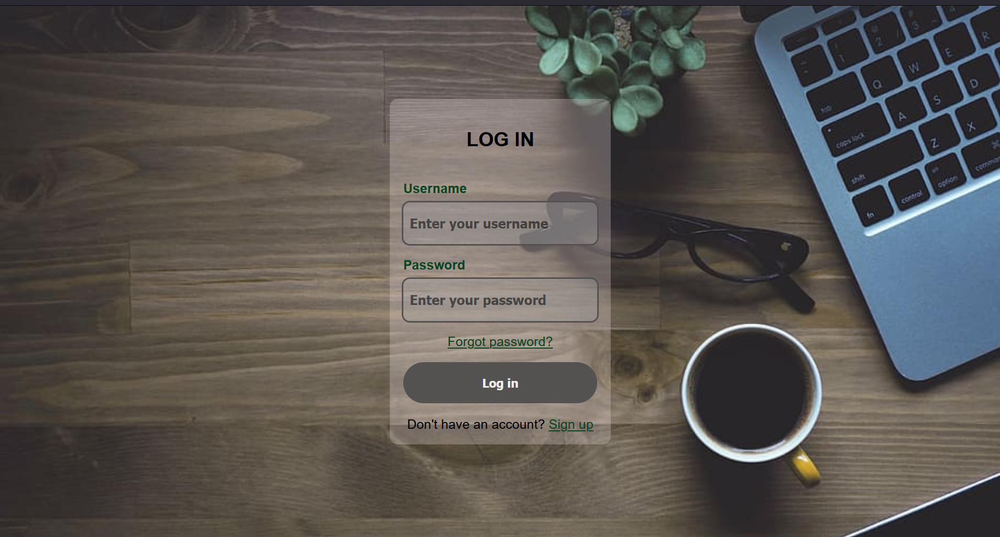 LOG IN
Username
Enter your username
Password
Enter your password
Forgot password?
Log in
Don't have an account? Sign up
1
2
3
4
Q
W
E
R
tab
A
S
D
caps lock
Z
X
shift
fn
control
option